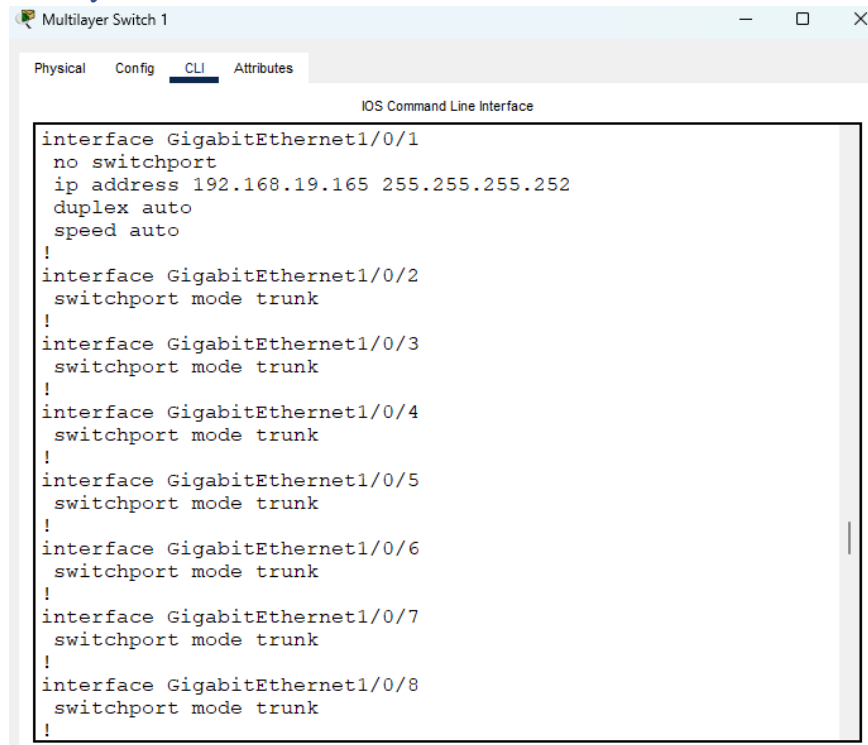 Multilayer Switch 1
Physical Config CLI Attributes
IOS Command Line Interface
interface GigabitEthernet1/0/1
 no switchport
 ip address 192.168.19.165 255.255.255.252
 duplex auto
 speed auto
!
interface GigabitEthernet1/0/2
 switchport mode trunk
!
interface GigabitEthernet1/0/3
 switchport mode trunk
!
interface GigabitEthernet1/0/4
 switchport mode trunk
!
interface GigabitEthernet1/0/5
 switchport mode trunk
!
interface GigabitEthernet1/0/6
 switchport mode trunk
!
interface GigabitEthernet1/0/7
 switchport mode trunk
!
interface GigabitEthernet1/0/8
 switchport mode trunk
!